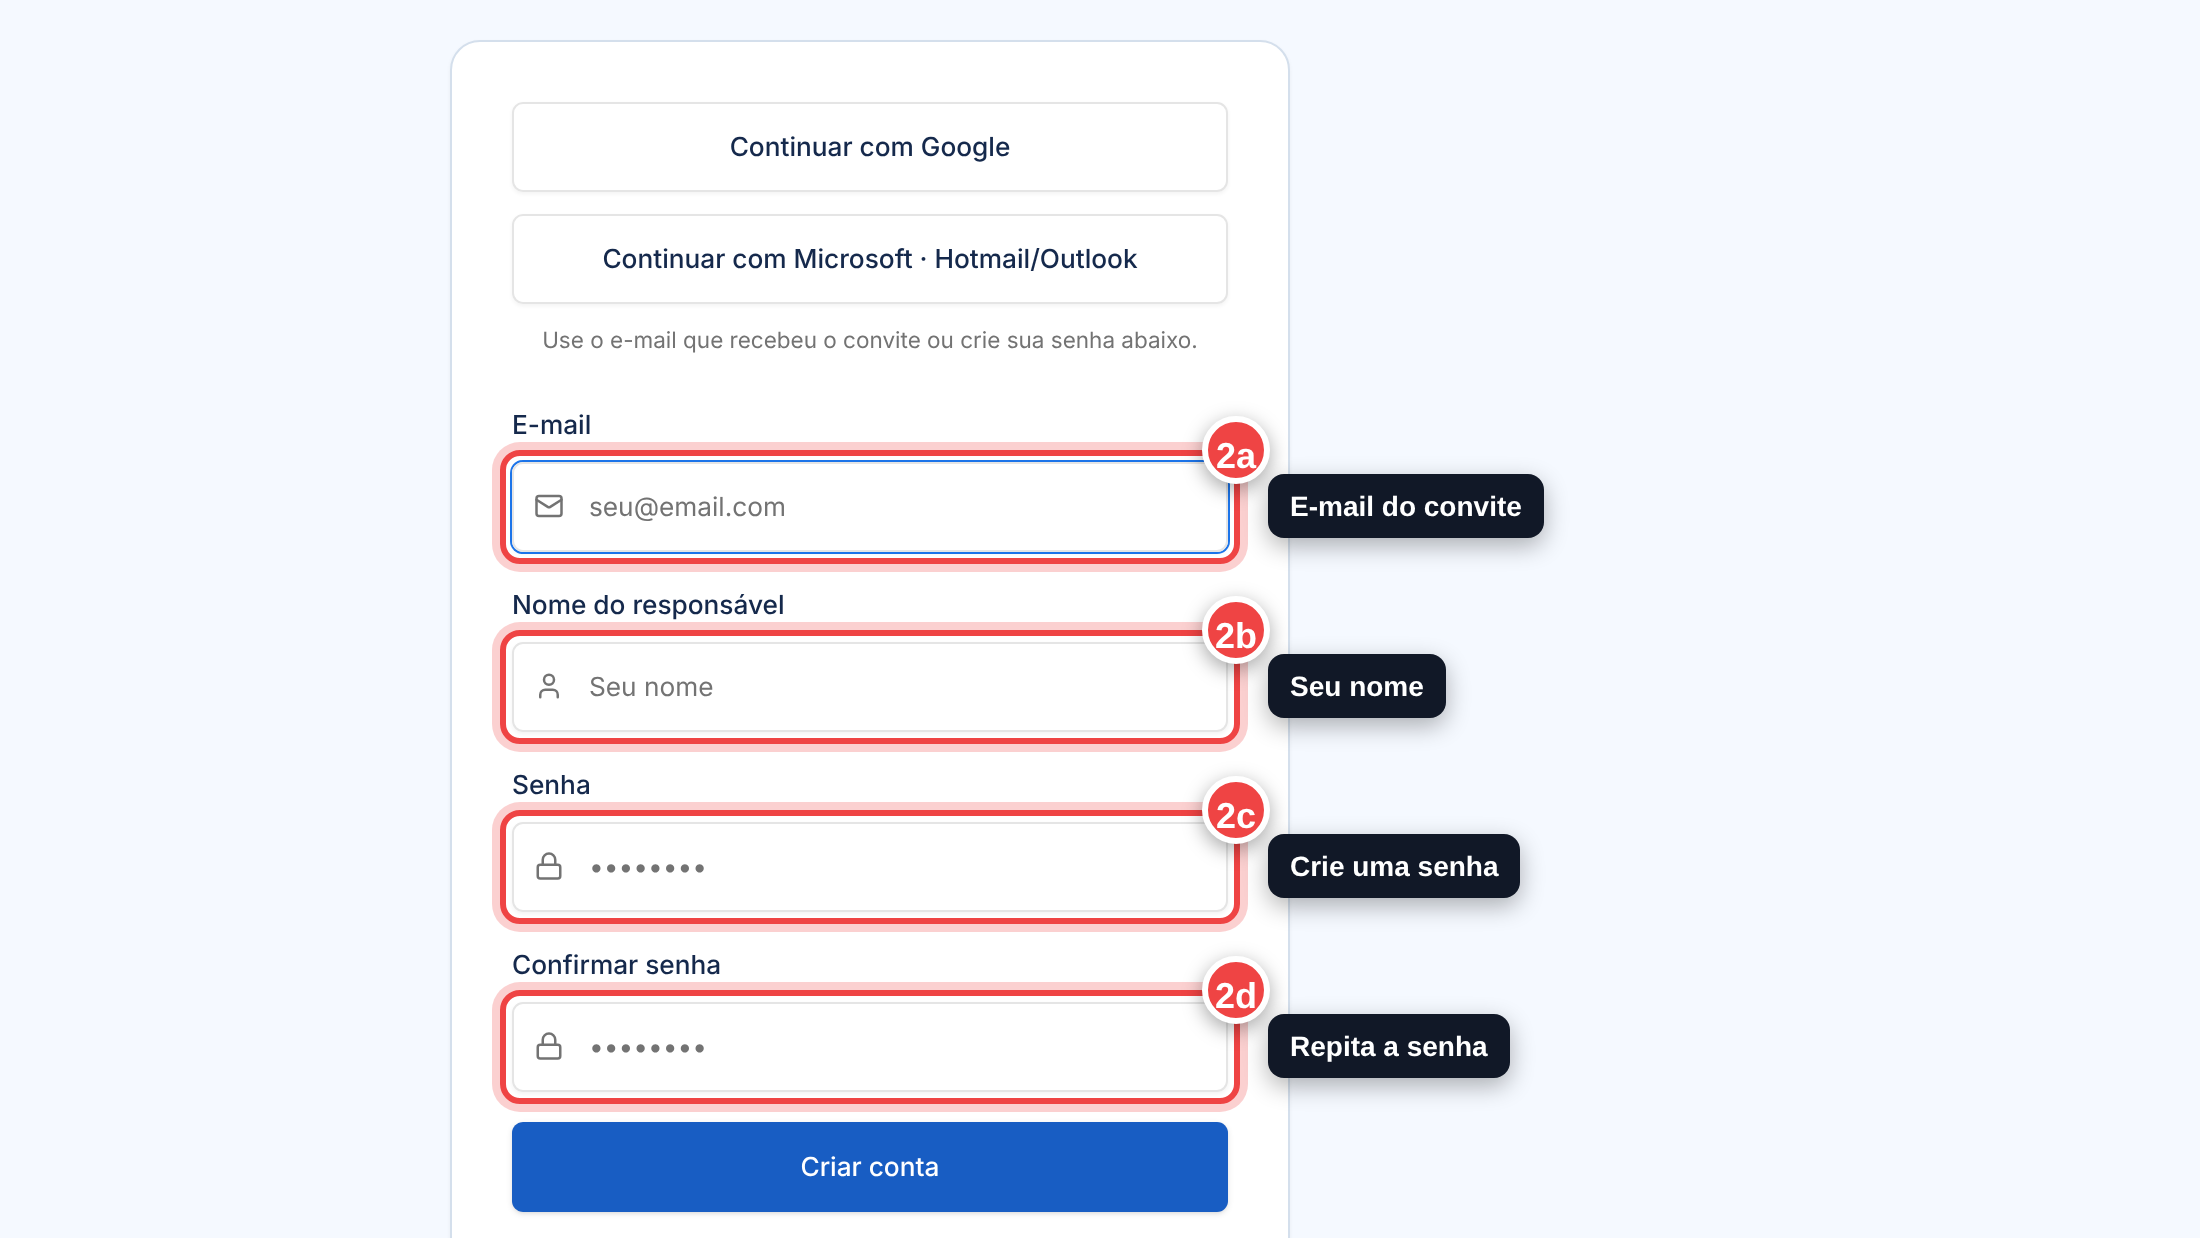 Continuar com Google
Continuar com Microsoft · Hotmail/Outlook
Use o e-mail que recebeu o convite ou crie sua senha abaixo.
E-mail
2a
seu@email.com
E-mail do convite
Nome do responsável
2b
Seu nome
Seu nome
Senha
2c
••••••••
Crie uma senha
Confirmar senha
2d
••••••••
Repita a senha
Criar conta